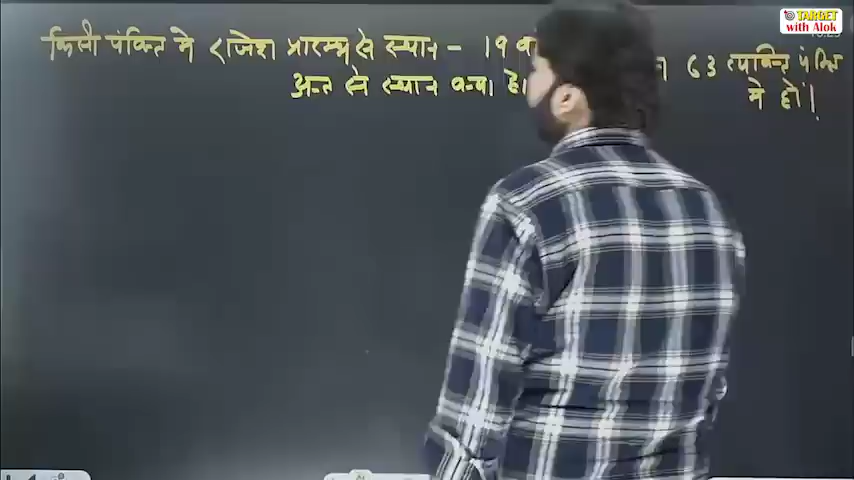 TARGET
with Alok
किसी पंक्ति मे राजेश प्रारम्भ से स्थान - 19 वा 63 व्यक्ति पंक्ति
अन्त से स्थान क्या है। मे हो।